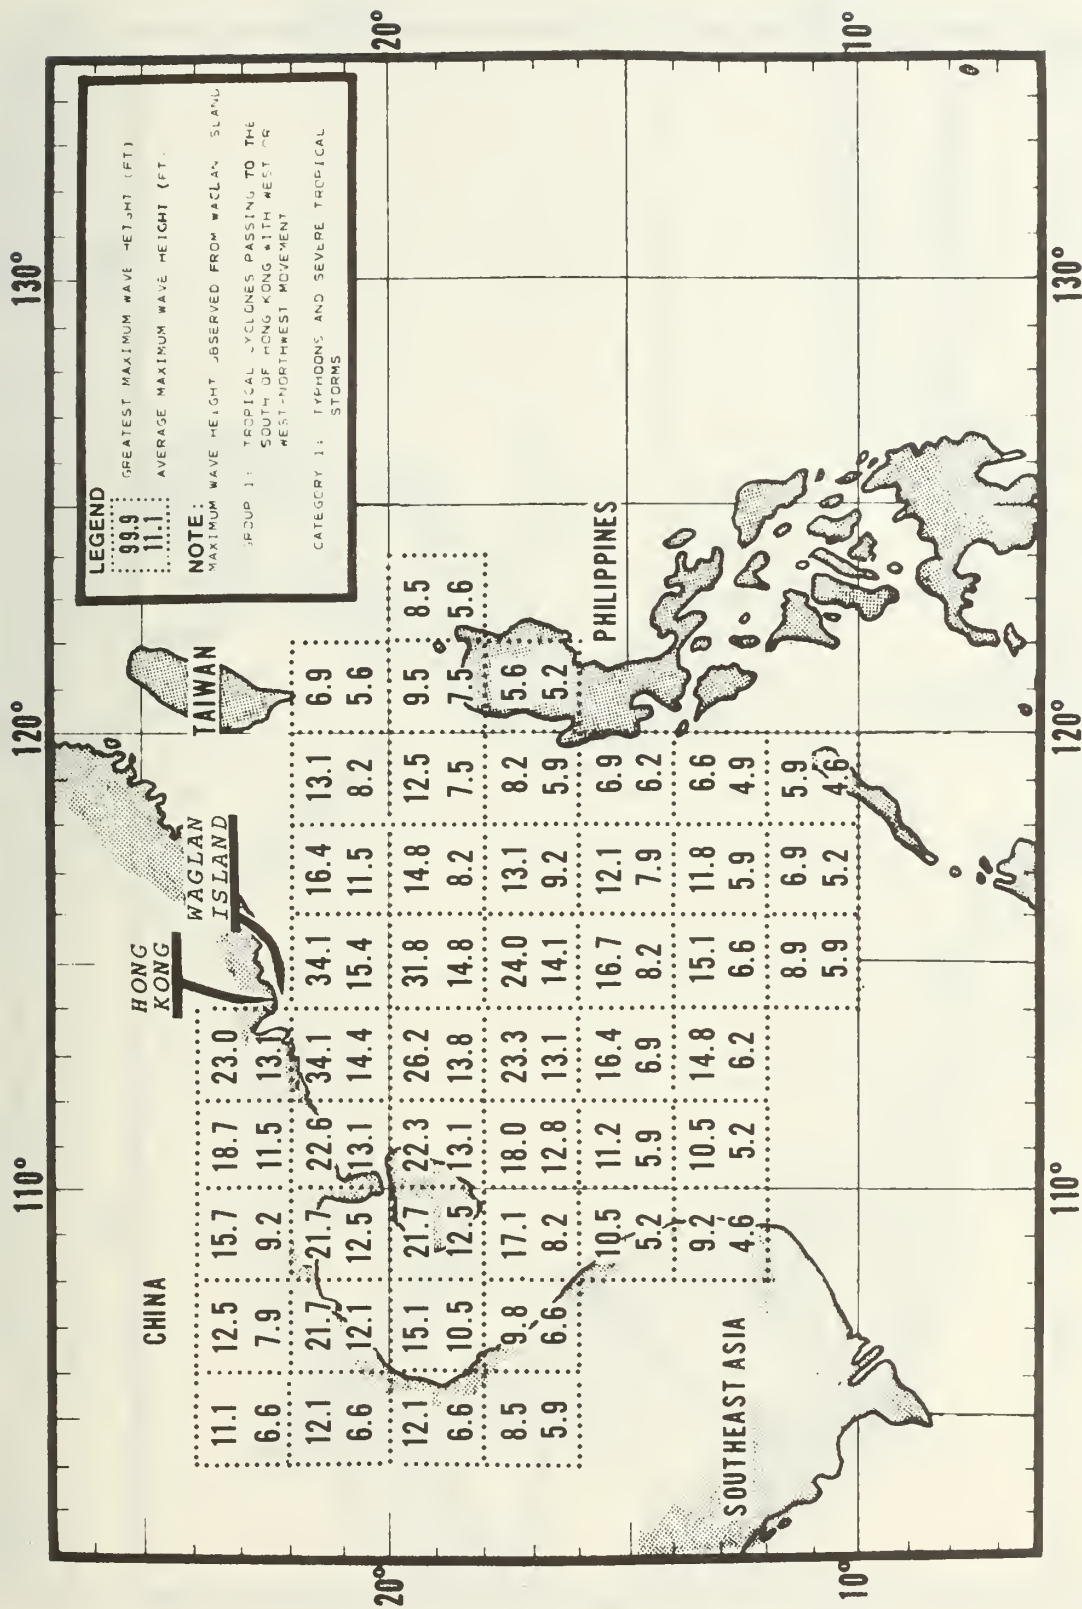 130°
120°
110°
20°
10°
LEGEND
99.9 GREATEST MAXIMUM WAVE HEIGHT (FT)
11.1 AVERAGE MAXIMUM WAVE HEIGHT (FT.
NOTE:
MAXIMUM WAVE HEIGHT OBSERVED FROM WAGLAN SLAND
GROUP 1: TROPICAL CYCLONES PASSING TO THE
SOUTH OF HONG KONG WITH WEST OR
WEST-NORTHWEST MOVEMENT
CATEGORY 1: TYPHOONS AND SEVERE TROPICAL
STORMS
CHINA
HONG
KONG
WAGLAN
ISLAND
TAIWAN
11.1 12.5 15.7 18.7 23.0
6.6 7.9 9.2 11.5 13.1
12.1 21.7 21.7 22.6 34.1 34.1 16.4 13.1 6.9
6.6 12.1 12.5 13.1 14.4 15.4 11.5 8.2 5.6
12.1 15.1 21.7 22.3 26.2 31.8 14.8 12.5 9.5 8.5
6.6 10.5 12.5 13.1 13.8 14.8 8.2 7.5 7.5 5.6
8.5 9.8 17.1 18.0 23.3 24.0 13.1 8.2 5.6
5.9 6.6 8.2 12.8 13.1 14.1 9.2 5.9 5.2
10.5 11.2 16.4 16.7 12.1 6.9
5.2 5.9 6.9 8.2 7.9 6.2
PHILIPPINES
9.2 10.5 14.8 15.1 11.8 6.6
4.6 5.2 6.2 6.6 5.9 4.9
8.9 6.9 5.9
5.9 5.2 4.6
SOUTHEAST ASIA
20°
10°
110°
120°
130°